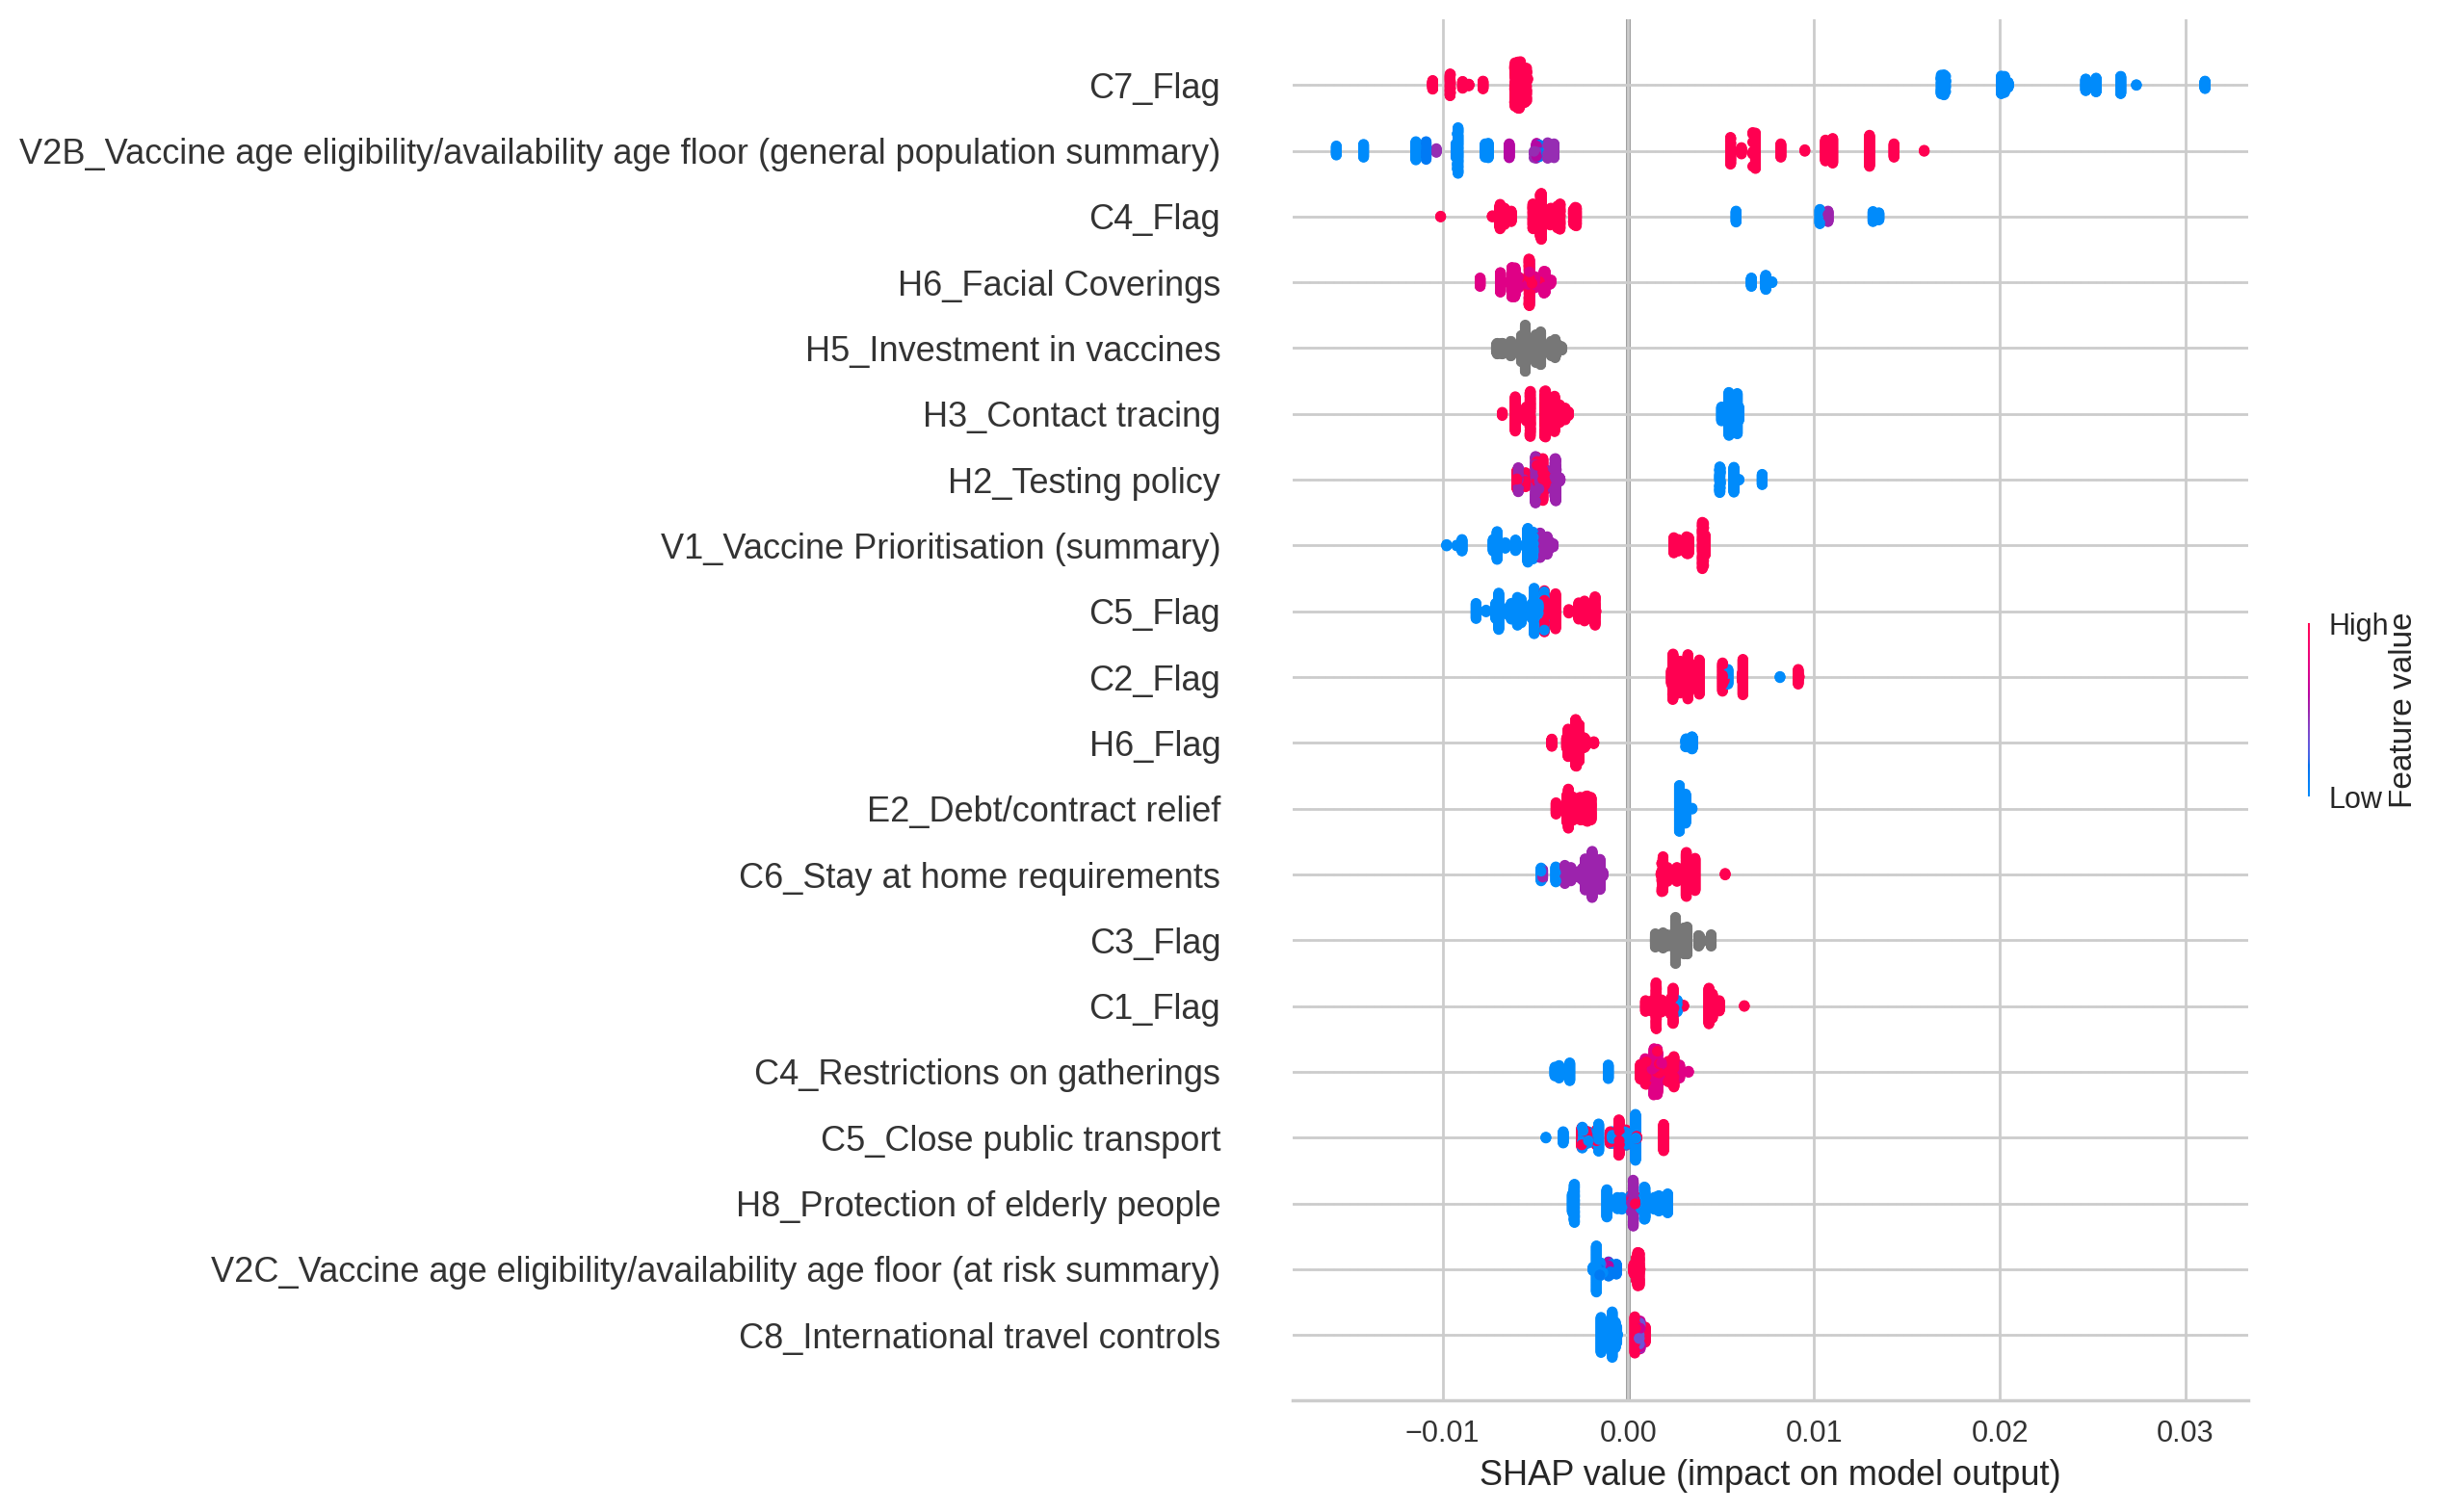 C7_Flag
V2B_Vaccine age eligibility/availability age floor (general population summary)
C4_Flag
H6_Facial Coverings
H5_Investment in vaccines
H3_Contact tracing
H2_Testing policy
V1_Vaccine Prioritisation (summary)
C5_Flag
C2_Flag
H6_Flag
E2_Debt/contract relief
C6_Stay at home requirements
C3_Flag
C1_Flag
C4_Restrictions on gatherings
C5_Close public transport
H8_Protection of elderly people
V2C_Vaccine age eligibility/availability age floor (at risk summary)
C8_International travel controls
−0.01 0.00 0.01 0.02 0.03
SHAP value (impact on model output)
High
Low
Feature value